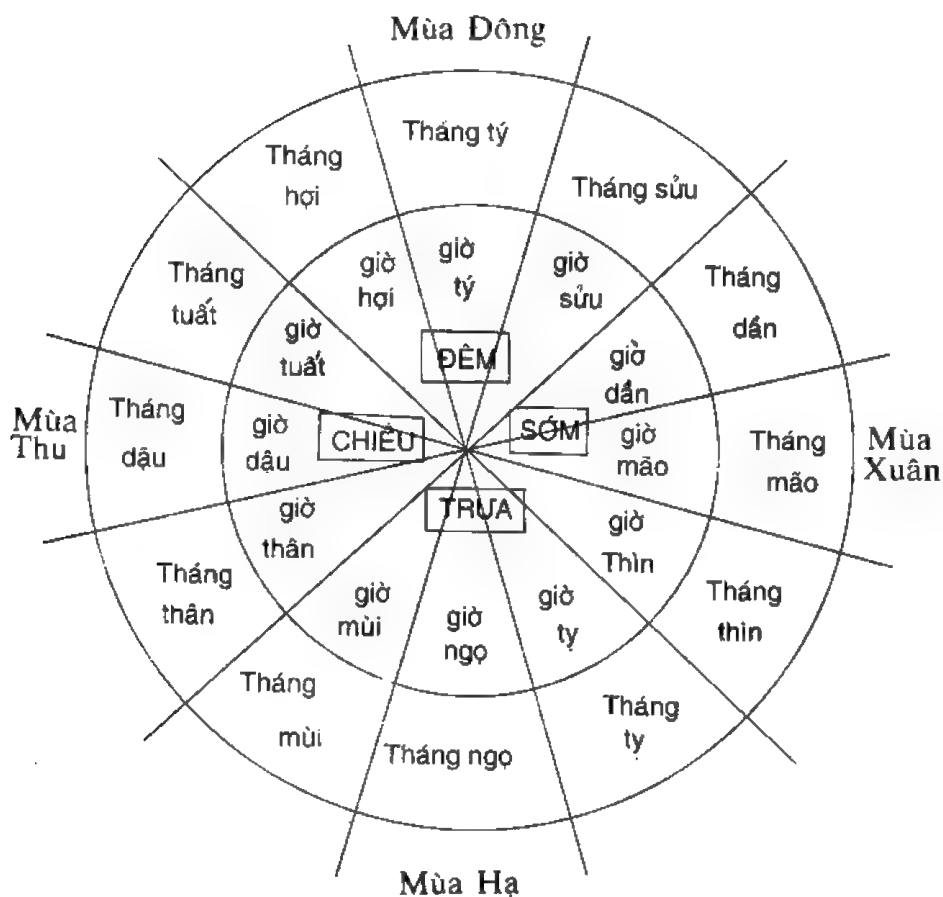 Mùa Đông
Tháng tý
Tháng
hợi
Tháng sửu
Tháng
tuất
Tháng
dần
giờ
hợi
giờ
tý
giờ
sửu
giờ
tuất
giờ
dần
ĐÊM
Mùa
Thu
Tháng
dậu
giờ
dậu
CHIỀU
SỚM
giờ
mão
Tháng
mão
Mùa
Xuân
TRƯA
giờ
thân
giờ
Thìn
Tháng
thân
Tháng
thìn
giờ
mùi
giờ
ngọ
giờ
tỵ
Tháng
mùi
Tháng ngọ
Tháng
tỵ
Mùa Hạ